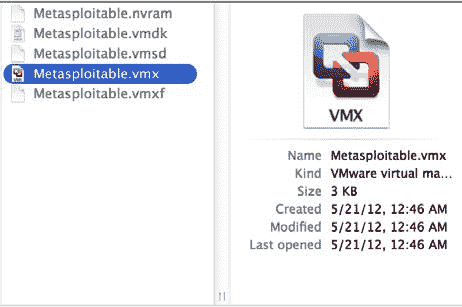 Metasploitable.nvram
Metasploitable.vmdk
Metasploitable.vmsd
Metasploitable.vmx
Metasploitable.vmxf
VMX
Name Metasploitable.vmx
Kind VMware virtual ma...
Size 3 KB
Created 5/21/12, 12:46 AM
Modified 5/21/12, 12:46 AM
Last opened 5/21/12, 12:46 AM